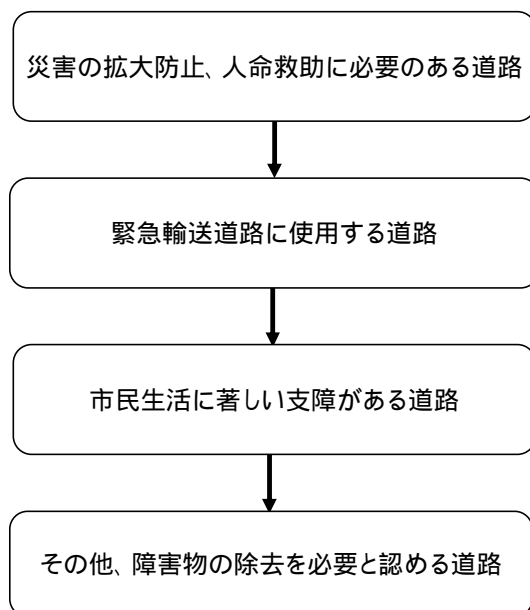 災害の拡大防止、人命救助に必要のある道路
緊急輸送道路に使用する道路
市民生活に著しい支障がある道路
その他、障害物の除去を必要と認める道路